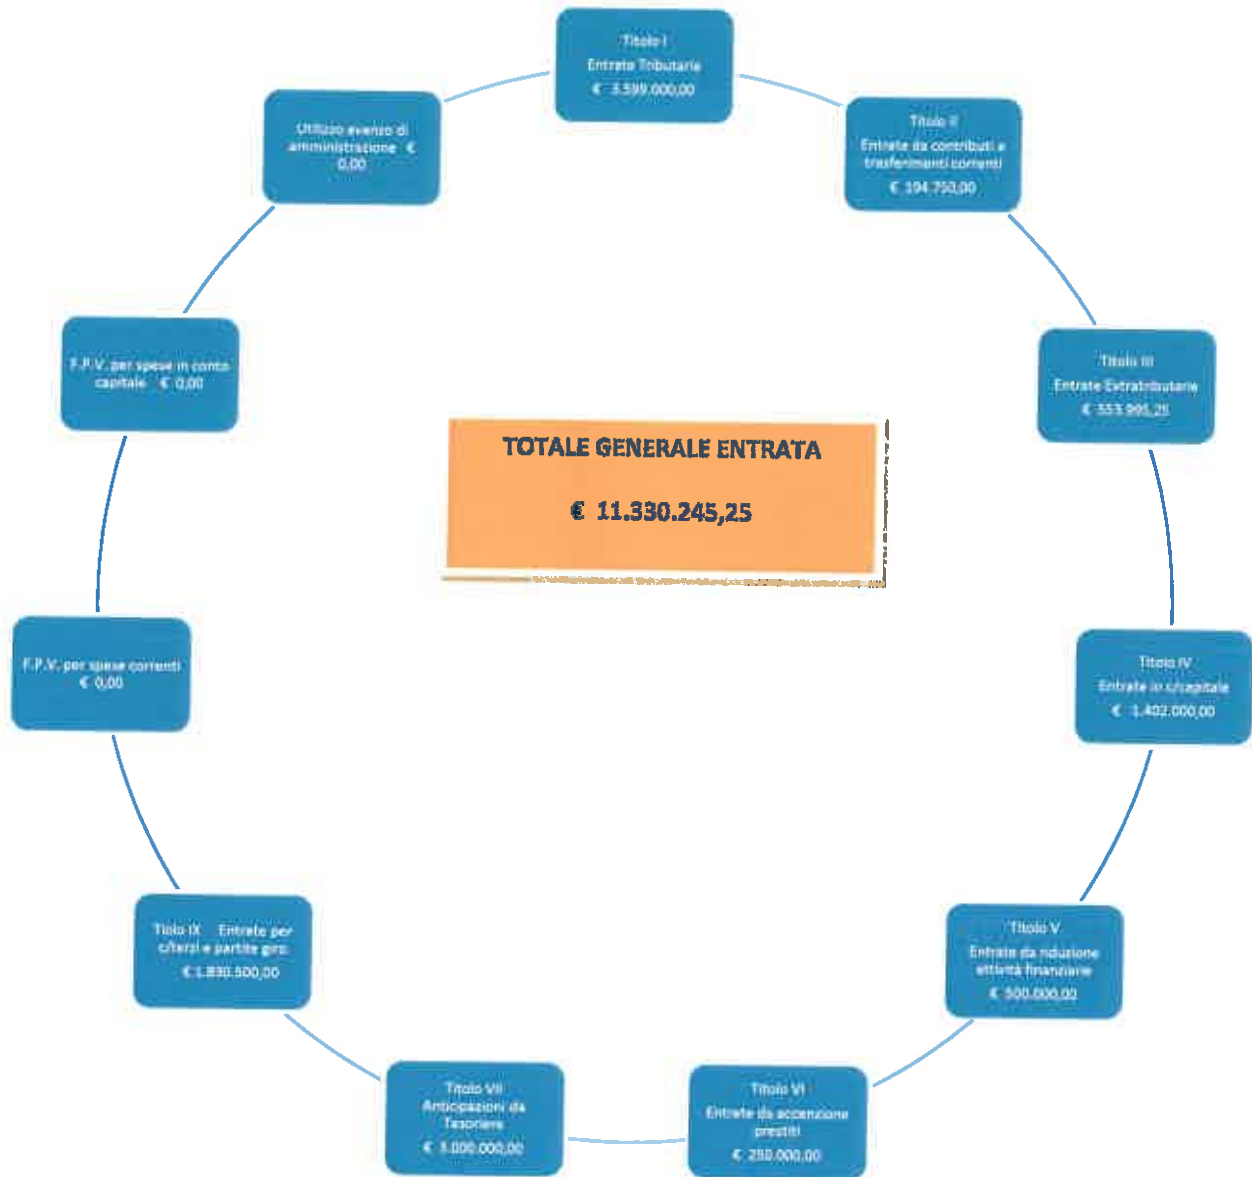 Titolo I
Entrate Tributarie
€ 3.599.000,00
Titolo II
Entrate da contributi e
trasferimenti correnti
€ 194.750,00
Titolo III
Entrate Extratributarie
€ 553.995,25
Titolo IV
Entrate in c/capitale
€ 1.402.000,00
Titolo V
Entrate da riduzione
attività finanziarie
€ 500.000,00
Titolo VI
Entrate da accenzione
prestiti
€ 250.000,00
Titolo VII
Anticipazioni da
Tesoriere
€ 3.000.000,00
Tiolo IX Entrate per
c/terzi e partite giro
€ 1.830.500,00
F.P.V. per spese correnti
€ 0,00
F.P.V. per spese in conto
capitale € 0,00
Utilizzo avanzo di
amministrazione €
0,00
TOTALE GENERALE ENTRATA
€ 11.330.245,25